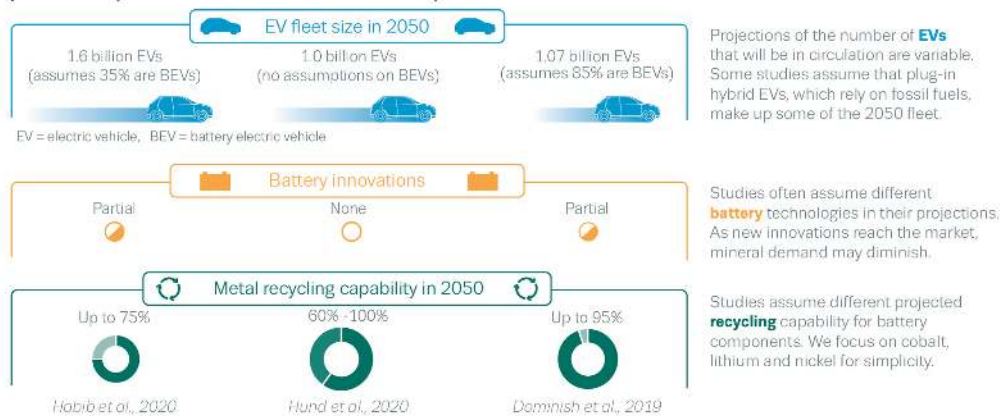 EV fleet size in 2050
1.6 billion EVs
(assumes 35% are BEVs)
1.0 billion EVs
(no assumptions on BEVs)
1.07 billion EVs
(assumes 85% are BEVs)
EV = electric vehicle, BEV = battery electric vehicle
Projections of the number of EVs
that will be in circulation are variable.
Some studies assume that plug-in
hybrid EVs, which rely on fossil fuels,
make up some of the 2050 fleet.
Battery innovations
Partial
None
Partial
Studies often assume different
battery technologies in their projections.
As new innovations reach the market,
mineral demand may diminish.
Metal recycling capability in 2050
Up to 75%
60% -100%
Up to 95%
Studies assume different projected
recycling capability for battery
components. We focus on cobalt,
lithium and nickel for simplicity.
Habib et al., 2020
Hund et al., 2020
Dominish et al., 2019